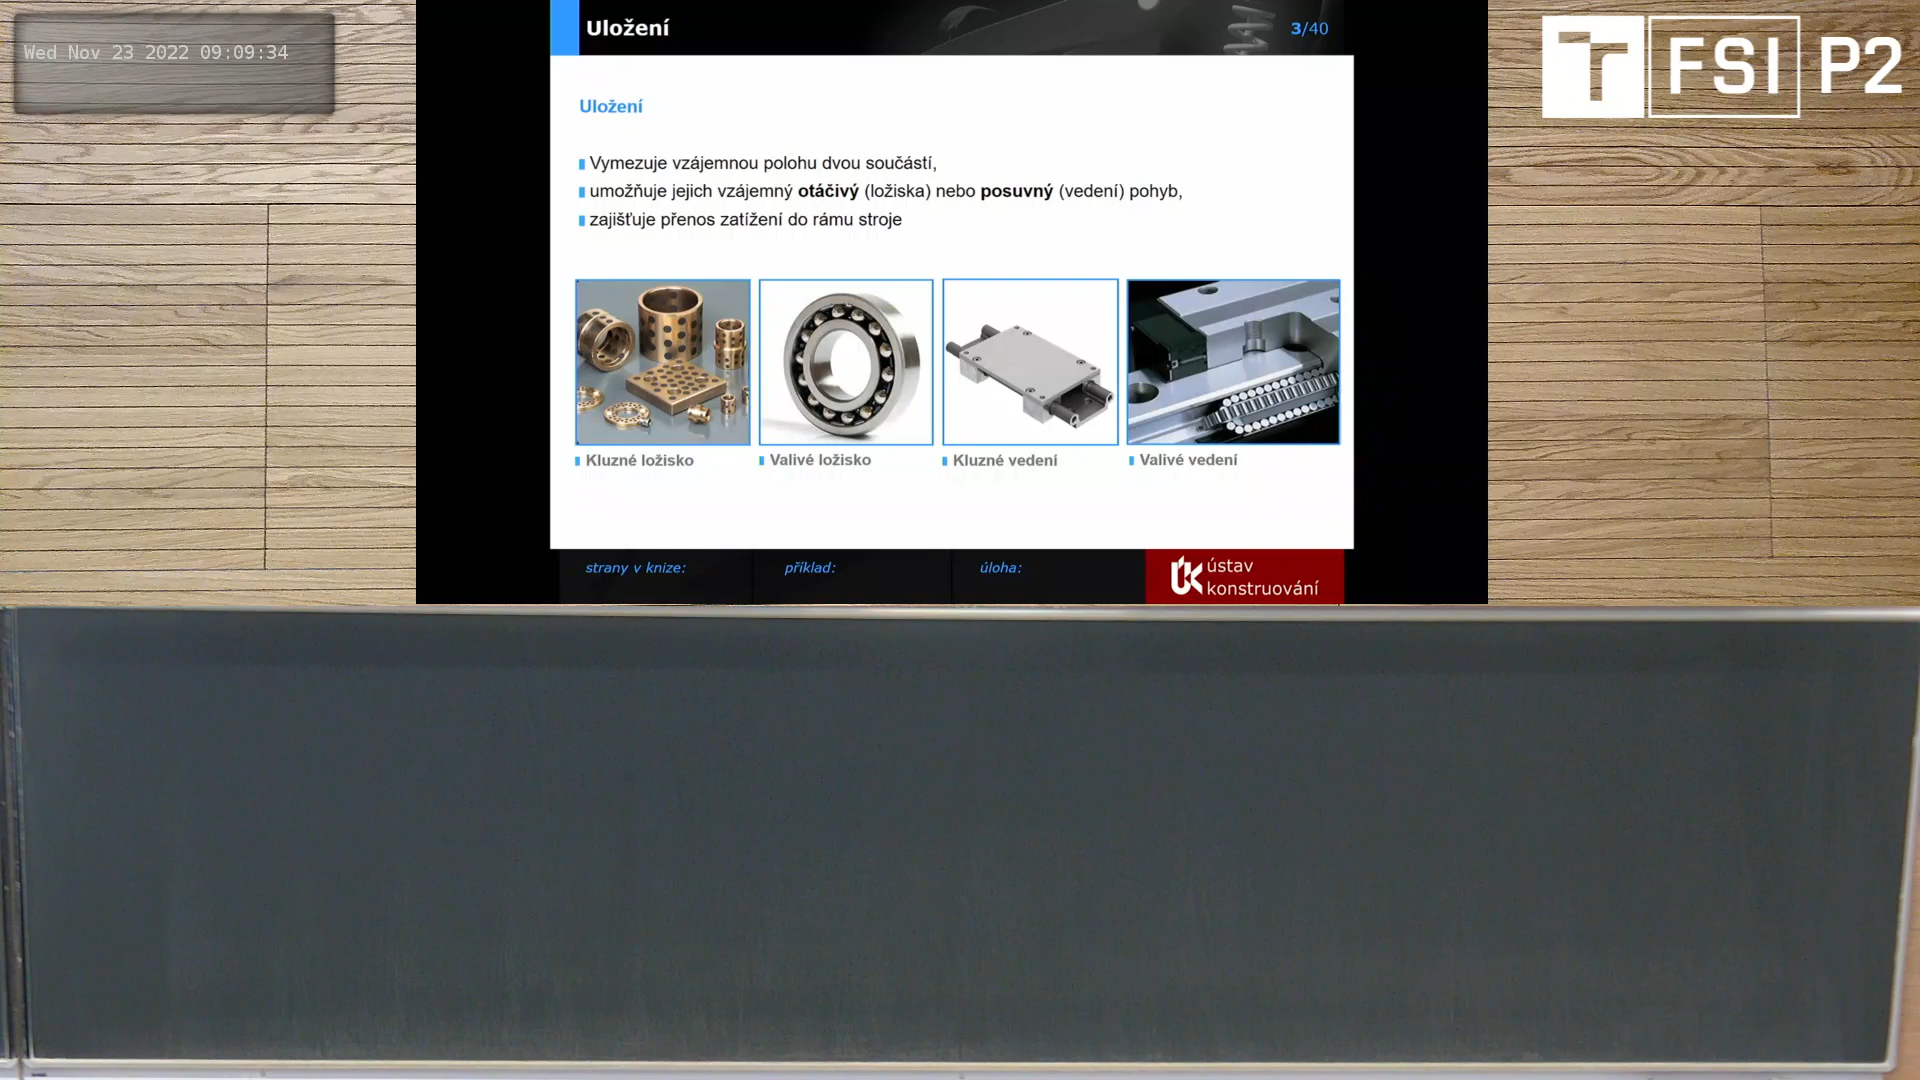 Wed Nov 23 2022 09:09:34
Uložení
3/40
T FSI P2
Uložení
Vymezuje vzájemnou polohu dvou součástí,
umožňuje jejich vzájemný otáčivý (ložiska) nebo posuvný (vedení) pohyb,
zajišťuje přenos zatížení do rámu stroje
Kluzné ložisko
Valivé ložisko
Kluzné vedení
Valivé vedení
strany v knize:
příklad:
úloha:
ústav
konstruování